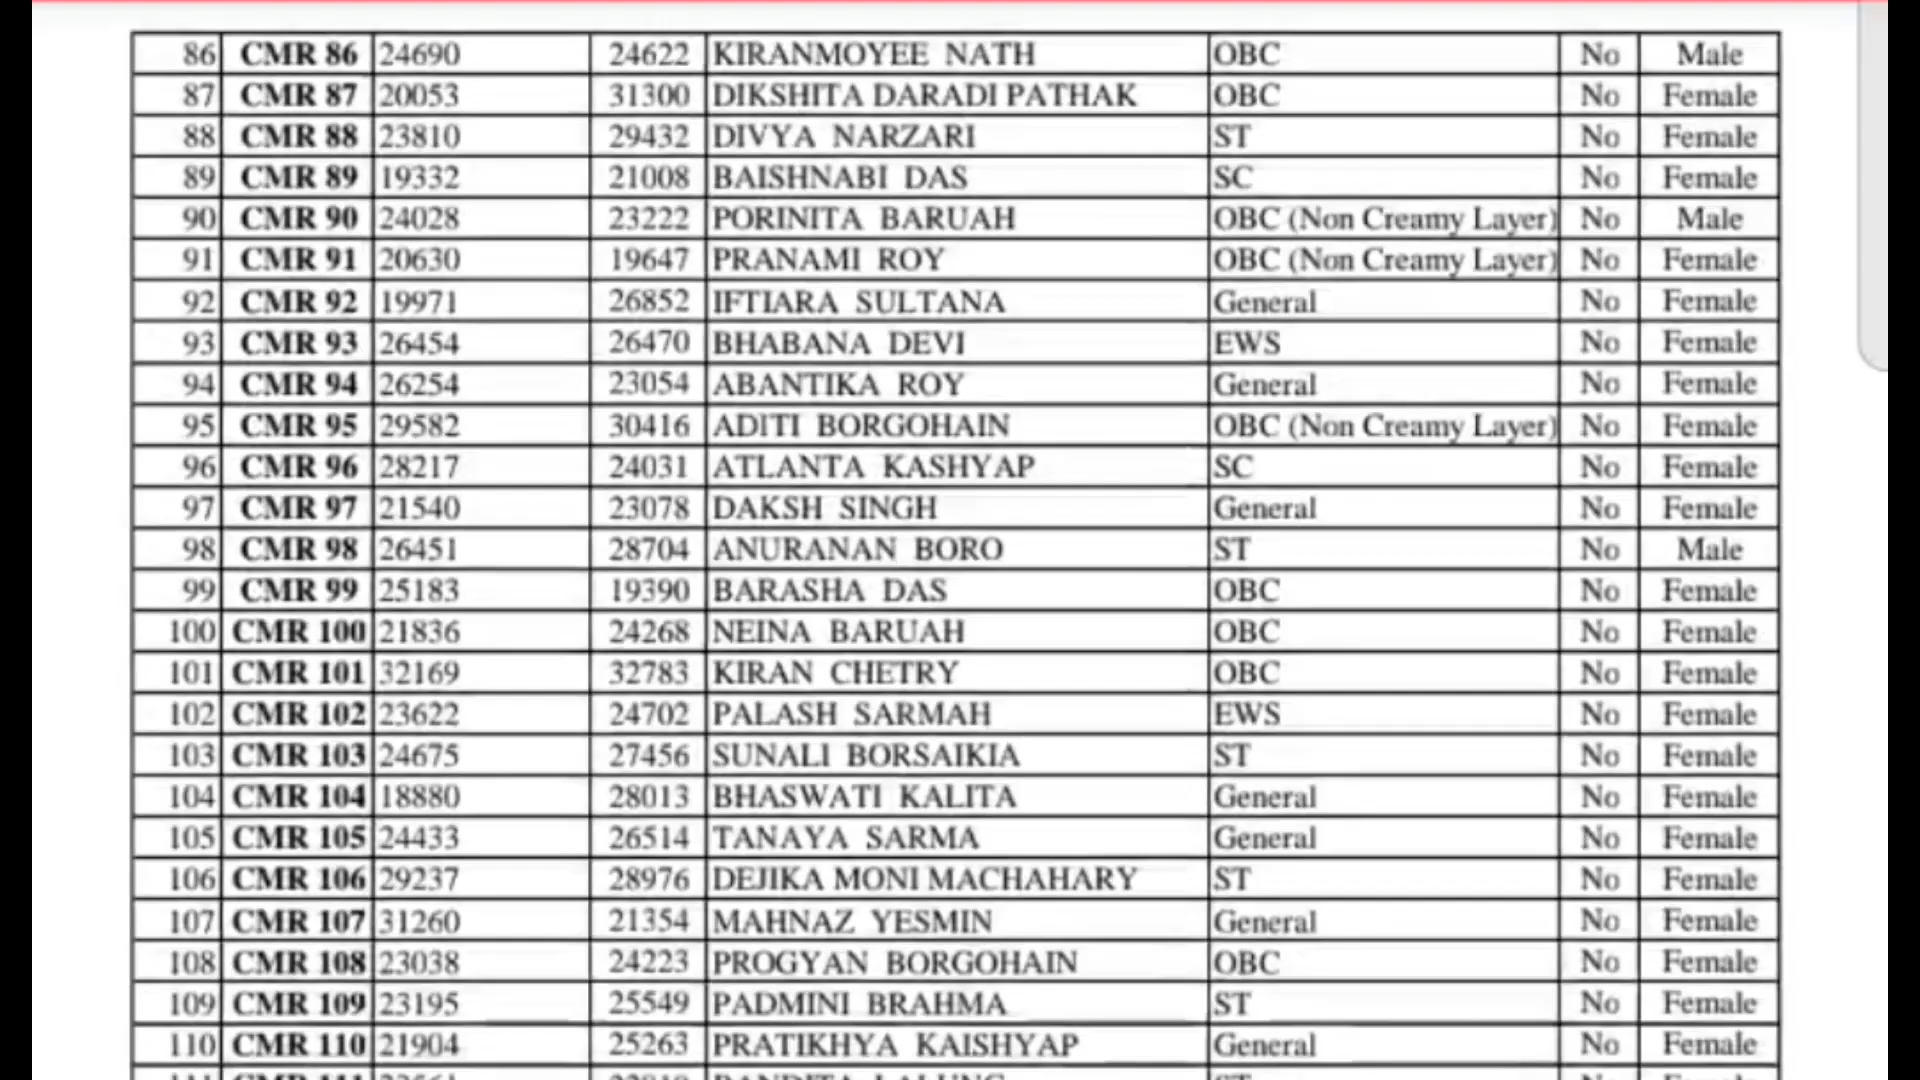 86 CMR 86 24690 24622 KIRANMOYEE NATH OBC No Male
87 CMR 87 20053 31300 DIKSHITA DARADI PATHAK OBC No Female
88 CMR 88 23810 29432 DIVYA NARZARI ST No Female
89 CMR 89 19332 21008 BAISHNABI DAS SC No Female
90 CMR 90 24028 23222 PORINITA BARUAH OBC (Non Creamy Layer) No Male
91 CMR 91 20630 19647 PRANAMI ROY OBC (Non Creamy Layer) No Female
92 CMR 92 19971 26852 IFTIARA SULTANA General No Female
93 CMR 93 26454 26470 BHABANA DEVI EWS No Female
94 CMR 94 26254 23054 ABANTIKA ROY General No Female
95 CMR 95 29582 30416 ADITI BORGOHAIN OBC (Non Creamy Layer) No Female
96 CMR 96 28217 24031 ATLANTA KASHYAP SC No Female
97 CMR 97 21540 23078 DAKSH SINGH General No Female
98 CMR 98 26451 28704 ANURANAN BORO ST No Male
99 CMR 99 25183 19390 BARASHA DAS OBC No Female
100 CMR 100 21836 24268 NEINA BARUAH OBC No Female
101 CMR 101 32169 32783 KIRAN CHETRY OBC No Female
102 CMR 102 23622 24702 PALASH SARMAH EWS No Female
103 CMR 103 24675 27456 SUNALI BORSAIKIA ST No Female
104 CMR 104 18880 28013 BHASWATI KALITA General No Female
105 CMR 105 24433 26514 TANAYA SARMA General No Female
106 CMR 106 29237 28976 DEJIKA MONI MACHAHARY ST No Female
107 CMR 107 31260 21354 MAHNAZ YESMIN General No Female
108 CMR 108 23038 24223 PROGYAN BORGOHAIN OBC No Female
109 CMR 109 23195 25549 PADMINI BRAHMA ST No Female
110 CMR 110 21904 25263 PRATIKHYA KAISHYAP General No Female